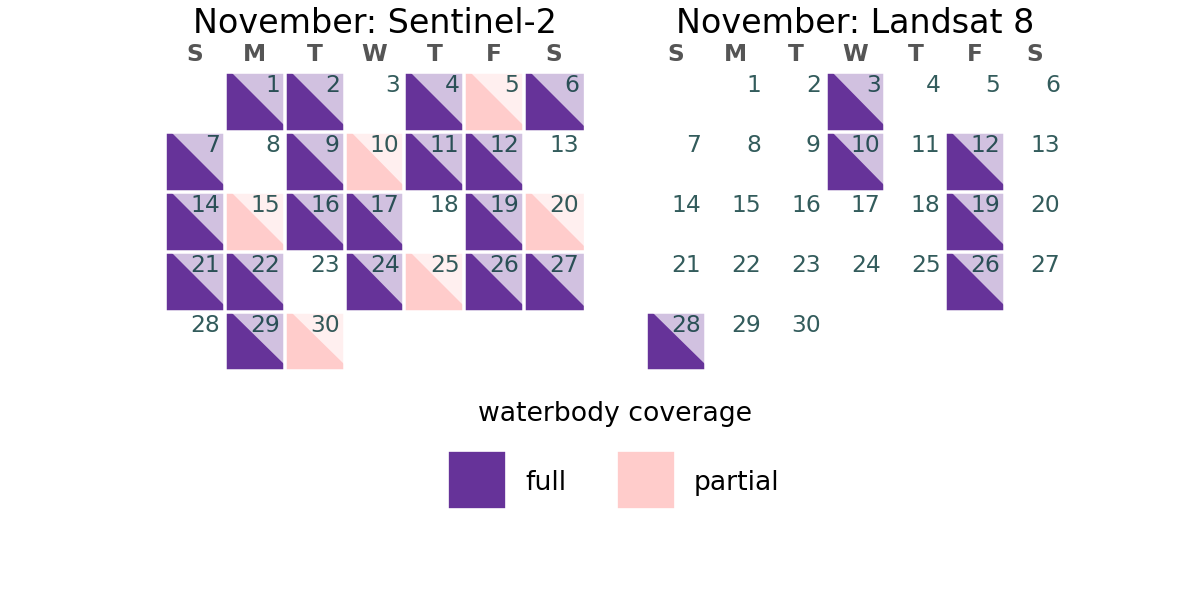 November: Sentinel-2
S M T W T F S
1 2 3 4 5 6
7 8 9 10 11 12 13
14 15 16 17 18 19 20
21 22 23 24 25 26 27
28 29 30
November: Landsat 8
S M T W T F S
1 2 3 4 5 6
7 8 9 10 11 12 13
14 15 16 17 18 19 20
21 22 23 24 25 26 27
28 29 30
waterbody coverage
full partial